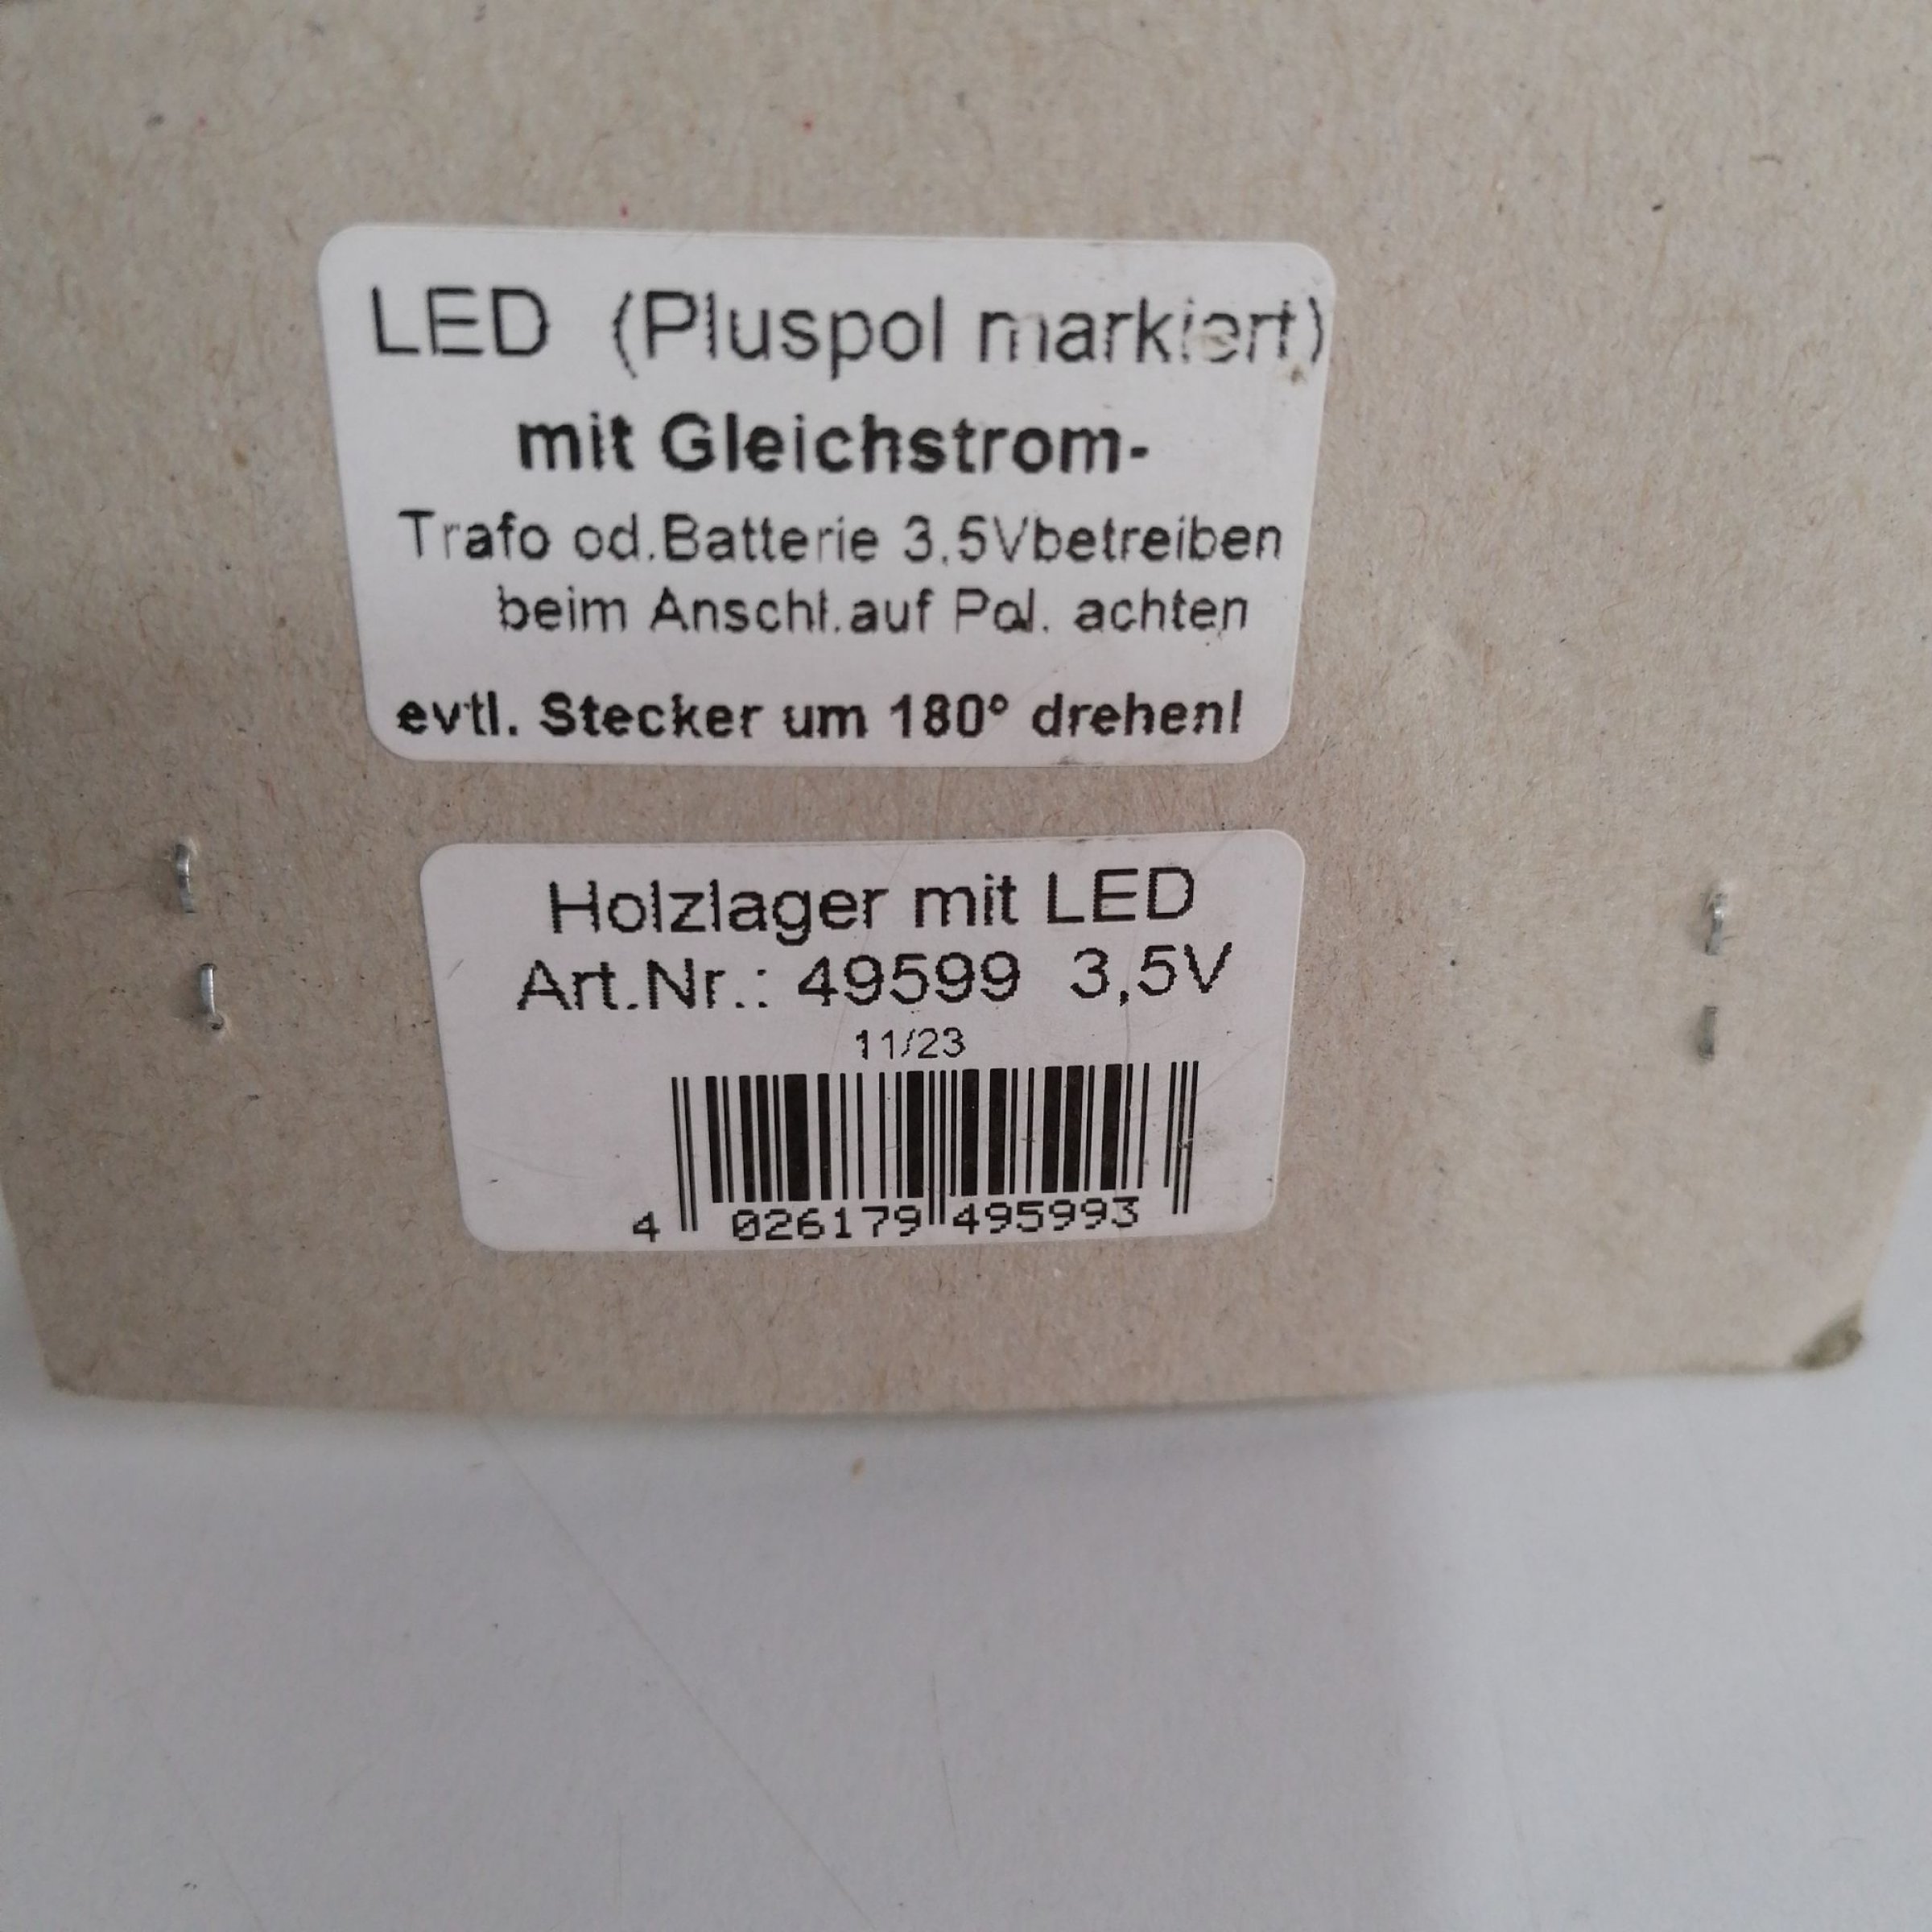 LED (Pluspol markiert)
mit Gleichstrom-
Trafo od.Batterie 3,5Vbetreiben
beim Anschl.auf Pol. achten
evtl. Stecker um 180° drehen!
Holzlager mit LED
Art.Nr.: 49599 3,5V
11/23
4 026179 495993